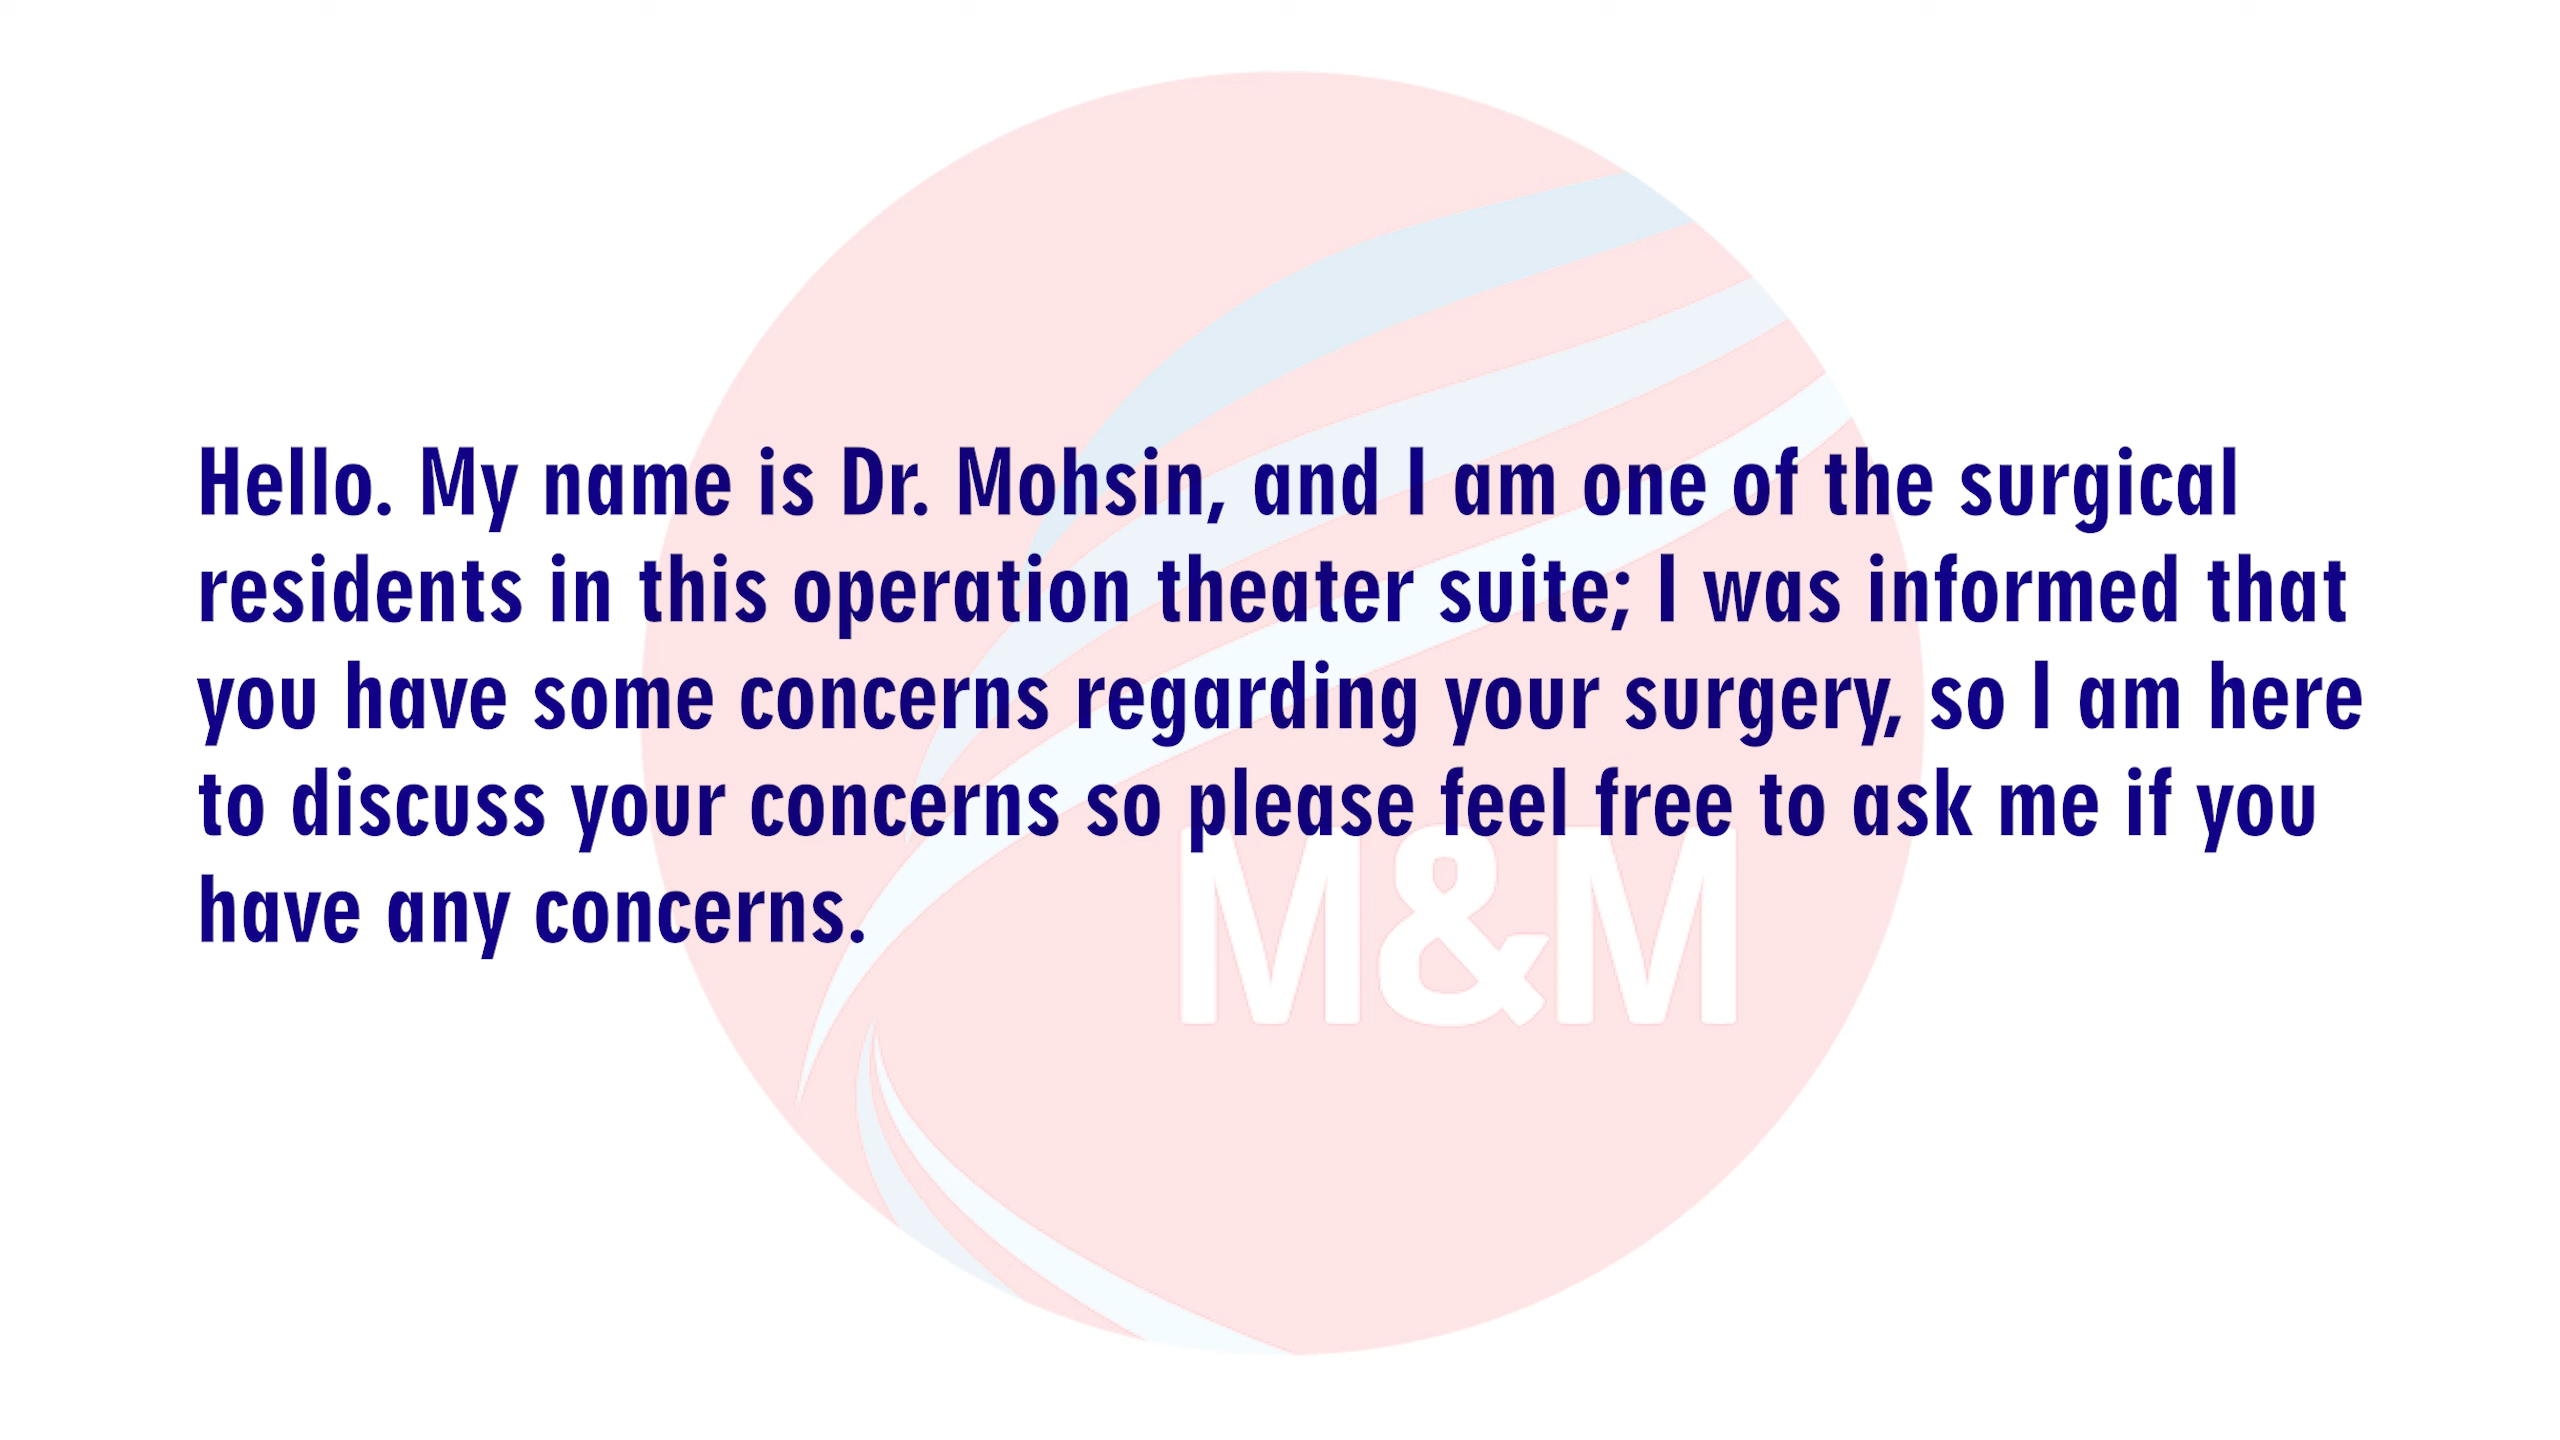 Hello. My name is Dr. Mohsin, and I am one of the surgical
residents in this operation theater suite; I was informed that
you have some concerns regarding your surgery, so I am here
to discuss your concerns so please feel free to ask me if you
have any concerns.
M&M